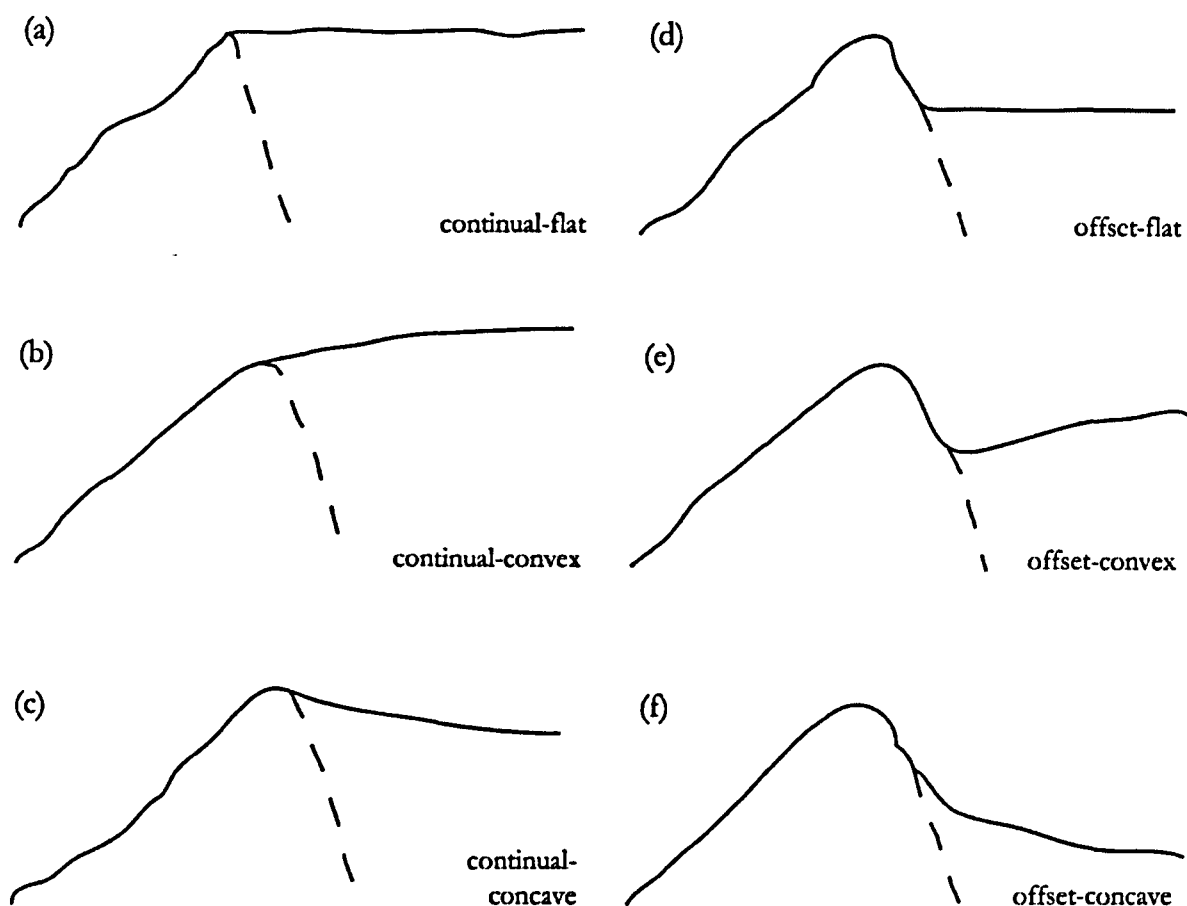 (a)
continual-flat
(d)
offset-flat
(b)
continual-convex
(e)
offset-convex
(c)
continual-
concave
(f)
offset-concave